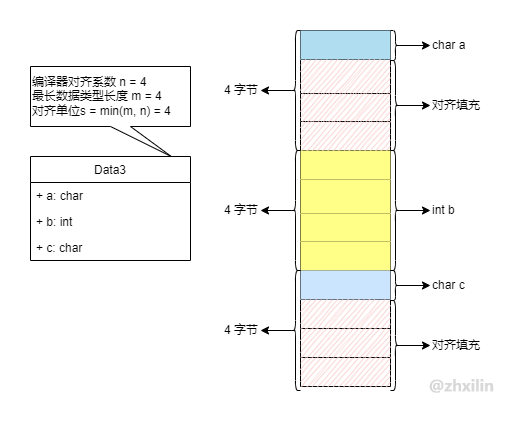 编译器对齐系数 n = 4
最长数据类型长度 m = 4
对齐单位s = min(m, n) = 4
Data3
+ a: char
+ b: int
+ c: char
4 字节
4 字节
4 字节
char a
对齐填充
int b
char c
对齐填充
@zhxilin